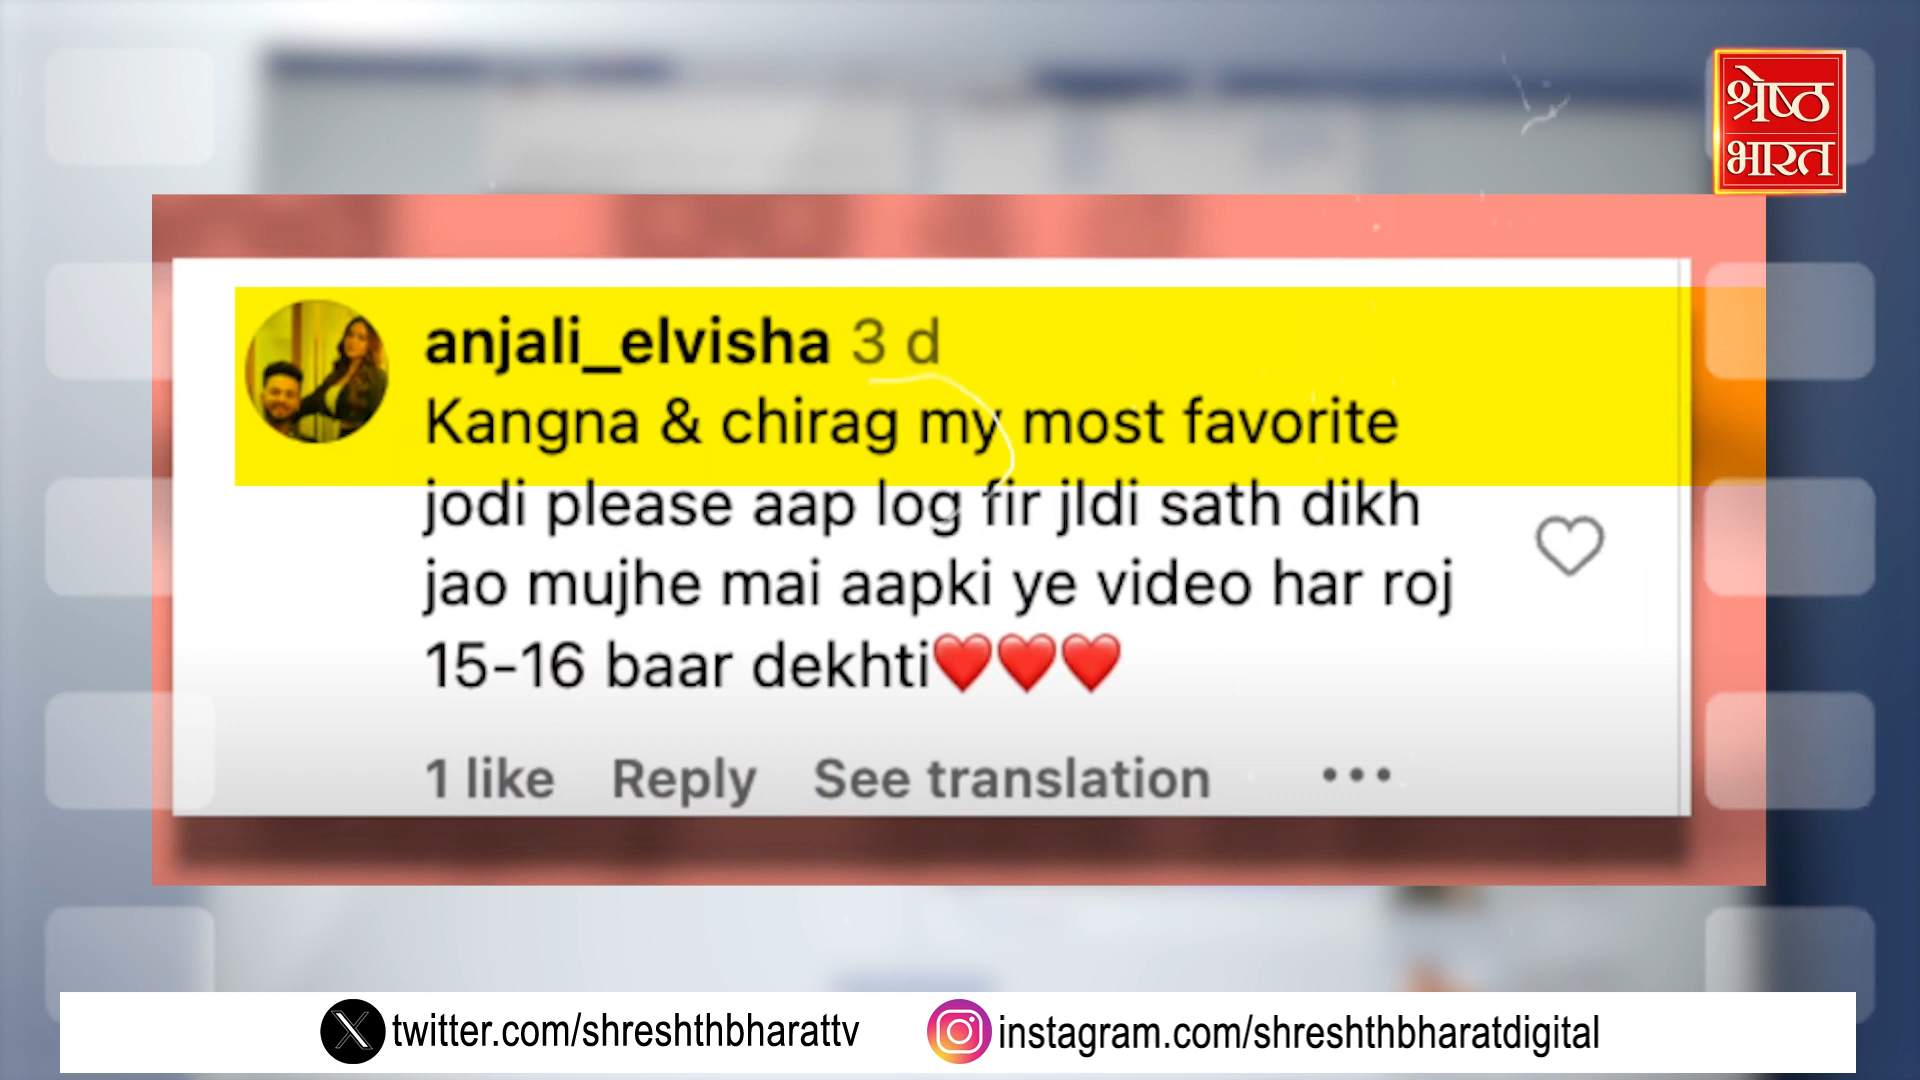 श्रेष्ठ
भारत
anjali_elvisha 3 d
Kangna & chirag my most favorite
jodi please aap log fir jldi sath dikh
jao mujhe mai aapki ye video har roj
15-16 baar dekhti❤️❤️❤️
1 like Reply See translation ...
twitter.com/shreshthbharattv instagram.com/shreshthbharatdigital